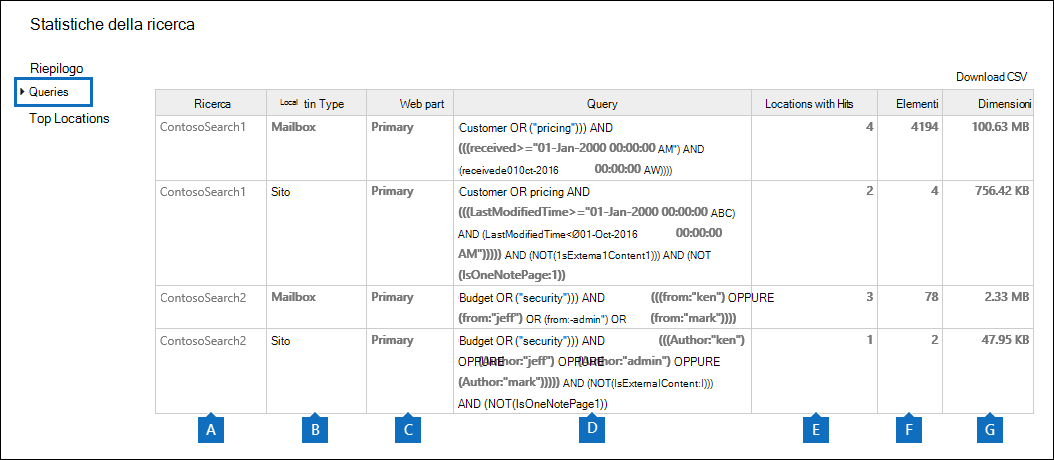 Statistiche della ricerca
Riepilogo
Queries
Top Locations
Download CSV
Ricerca Local tin Type Web part Query Locations with Hits Elementi Dimensioni
ContosoSearch1 Mailbox Primary Customer OR ("pricing"))) AND 4 4194 100.63 MB
(((received>="01-Jan-2000 00:00:00 AM") AND
(receivede010ct-2016 00:00:00 AW))))
ContosoSearch1 Sito Primary Customer OR pricing AND 2 4 756.42 KB
(((LastModifiedTime>="01-Jan-2000 00:00:00 ABC)
AND (LastModifiedTime<Ø01-Oct-2016 00:00:00
AM"))))) AND (NOT(1sExtema1Content1))) AND (NOT
(IsOneNotePage:1))
ContosoSearch2 Mailbox Primary Budget OR ("security"))) AND (((from:"ken") OPPURE 3 78 2.33 MB
(from:"jeff") OR (from:-admin") OR (from:"mark"))))
ContosoSearch2 Sito Primary Budget OR ("security"))) AND (((Author:"ken") 1 2 47.95 KB
OPPURE (Author:"jeff") OPPURE (Author:"admin") OPPURE
(Author:"mark"))))) AND (NOT(IsExternalContent:I)))
AND (NOT(IsOneNotePage1))
A B C D E F G